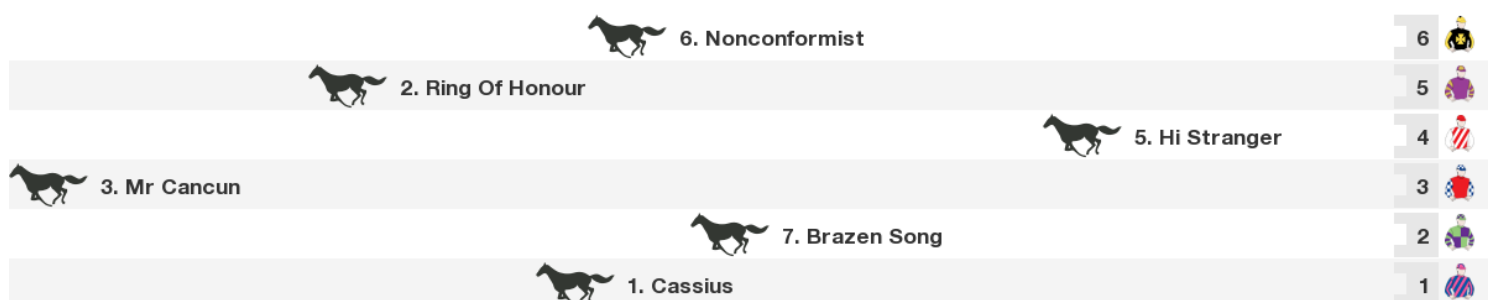 6. Nonconformist 6
2. Ring Of Honour 5
5. Hi Stranger 4
3. Mr Cancun 3
7. Brazen Song 2
1. Cassius 1